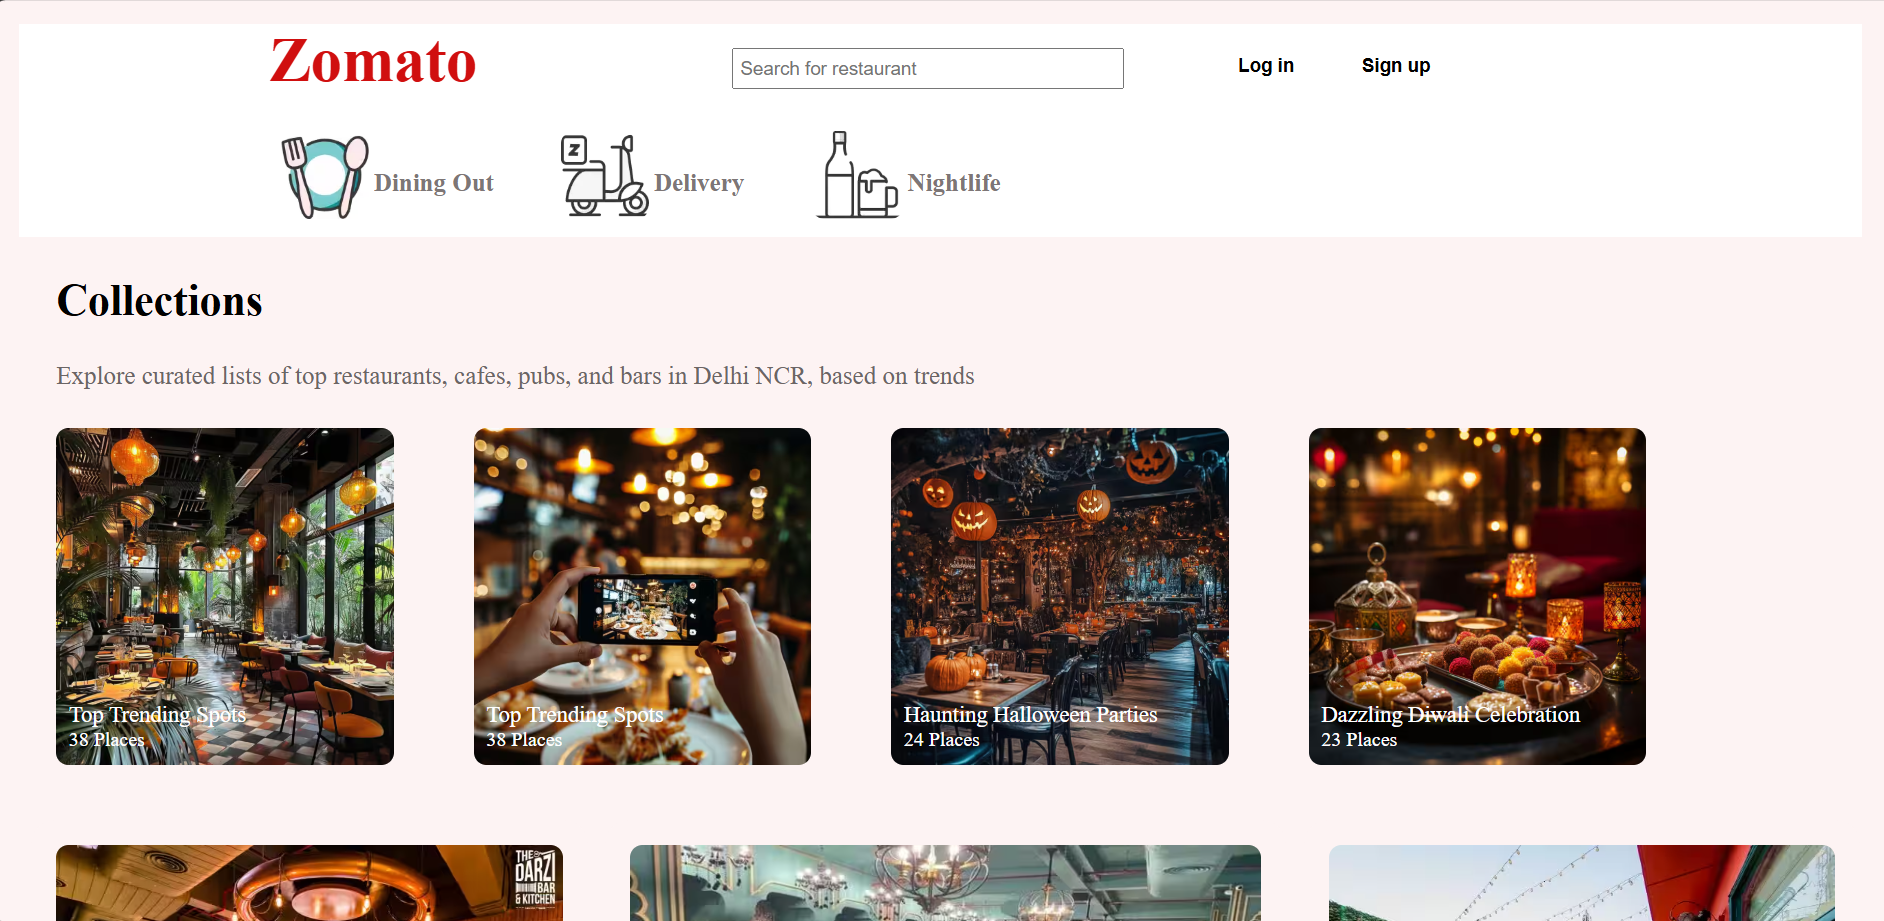 Zomato
Search for restaurant
Log in
Sign up
Dining Out
Z
Delivery
Nightlife
Collections
Explore curated lists of top restaurants, cafes, pubs, and bars in Delhi NCR, based on trends
Top Trending Spots
38 Places
Top Trending Spots
38 Places
Haunting Halloween Parties
24 Places
Dazzling Diwali Celebration
23 Places
THE
DARZI
BAR
& KITCHEN